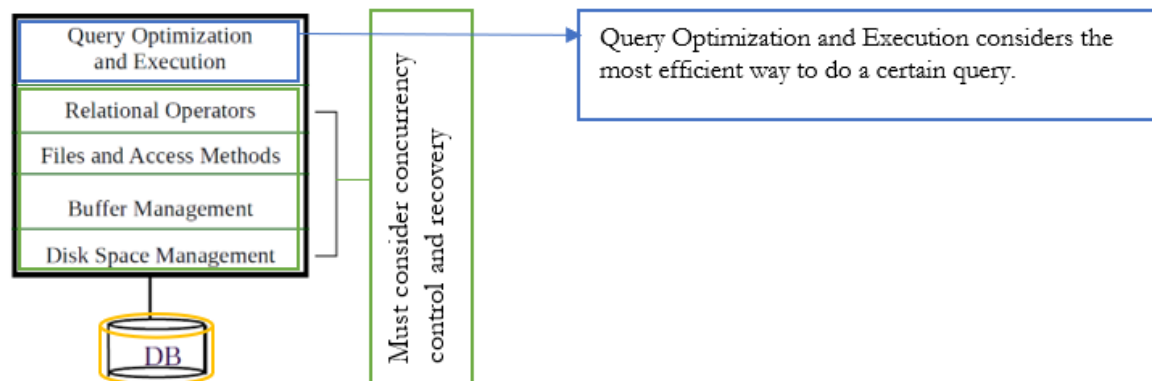 Query Optimization
and Execution
Relational Operators
Files and Access Methods
Buffer Management
Disk Space Management
DB
Must consider concurrency
control and recovery
Query Optimization and Execution considers the
most efficient way to do a certain query.